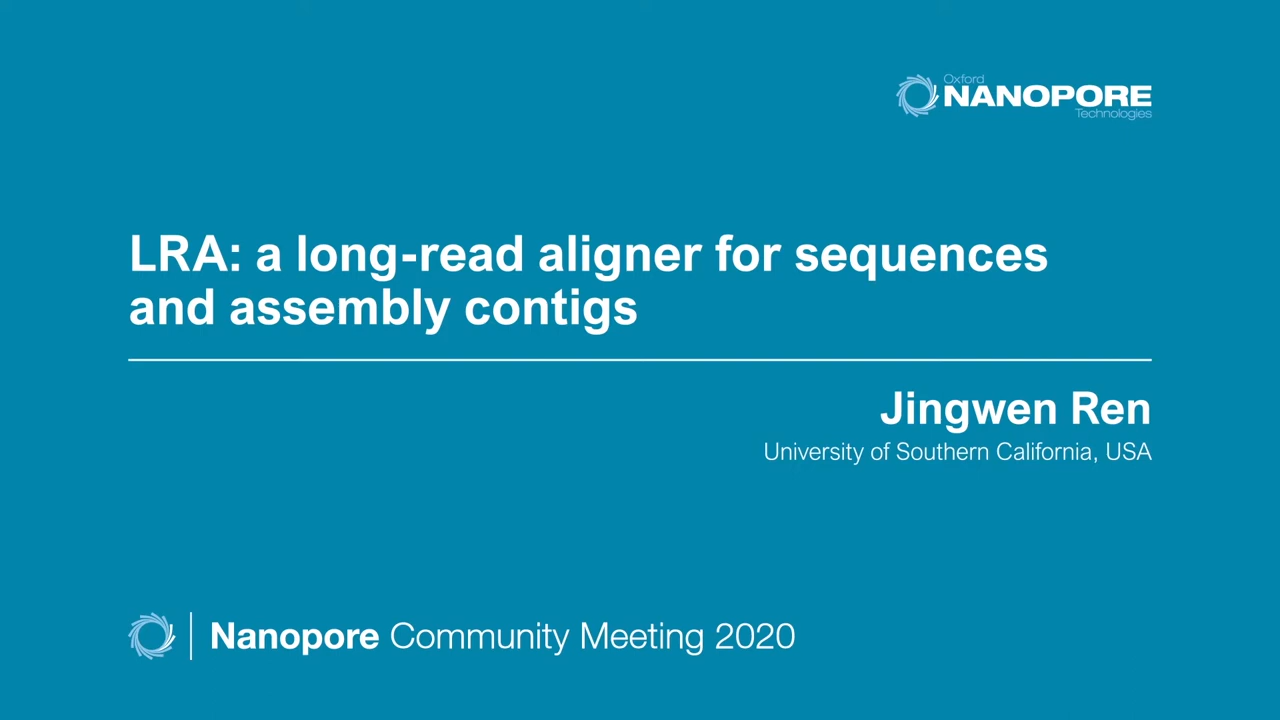 Oxford
NANOPORE
Technologies
LRA: a long-read aligner for sequences
and assembly contigs
Jingwen Ren
University of Southern California, USA
Nanopore Community Meeting 2020